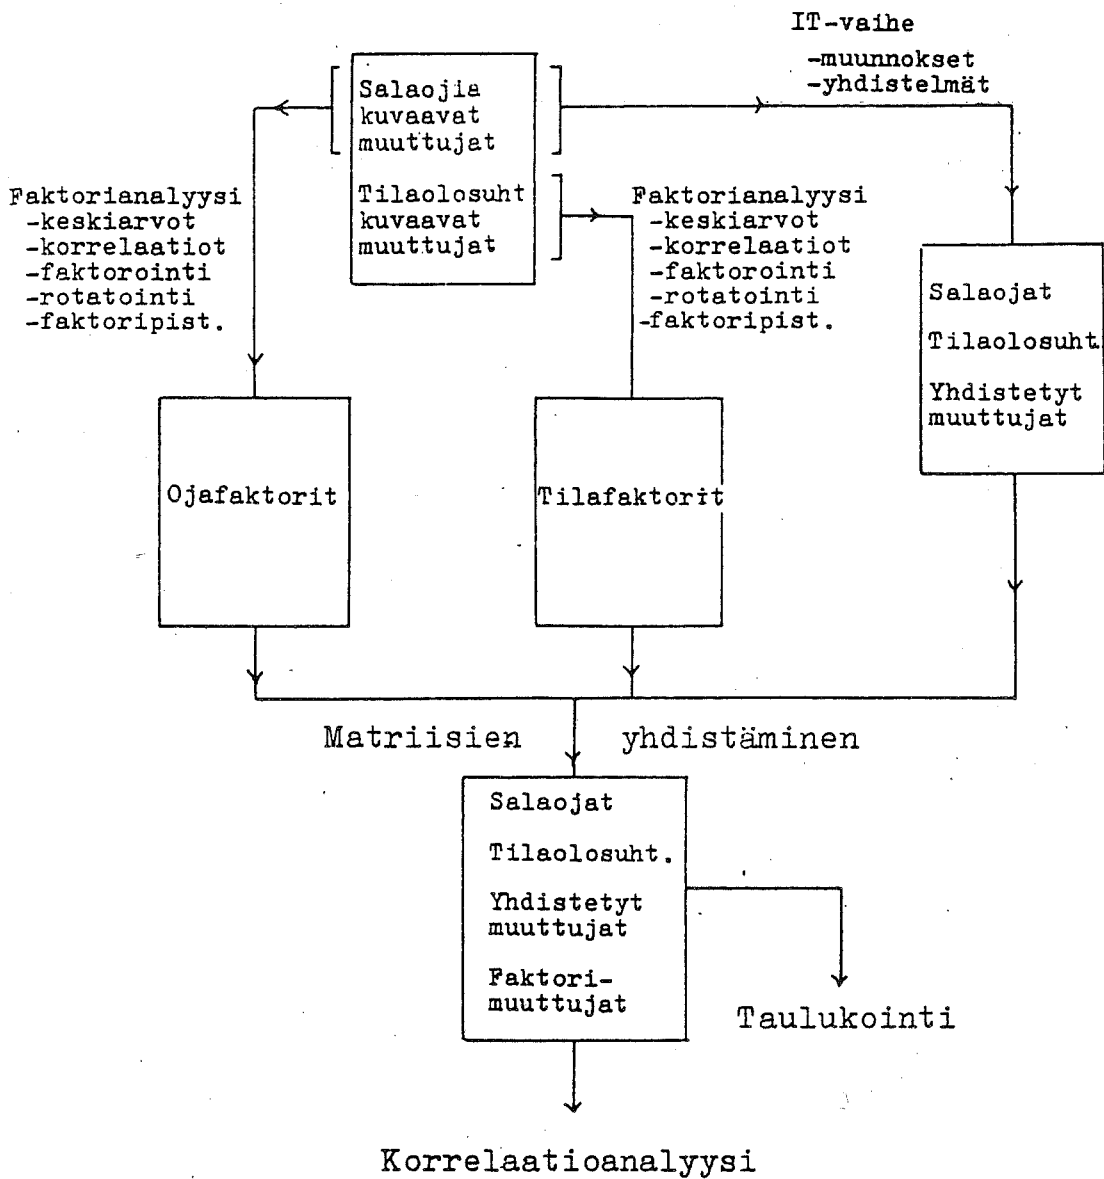 IT-vaihe
-muunnokset
-yhdistelmät
Salaojia
kuvaavat
muuttujat
Tilaolosuht
kuvaavat
muuttujat
Faktorianalyysi
-keskiarvot
-korrelaatiot
-faktorointi
-rotatointi
-faktoripist.
Faktorianalyysi
-keskiarvot
-korrelaatiot
-faktorointi
-rotatointi
-faktoripist.
Salaojat
Tilaolosuht.
Yhdistetyt
muuttujat
Ojafaktorit
Tilafaktorit
Matriisien yhdistäminen
Salaojat
Tilaolosuht.
Yhdistetyt
muuttujat
Faktori-
muuttujat
Taulukointi
Korrelaatioanalyysi